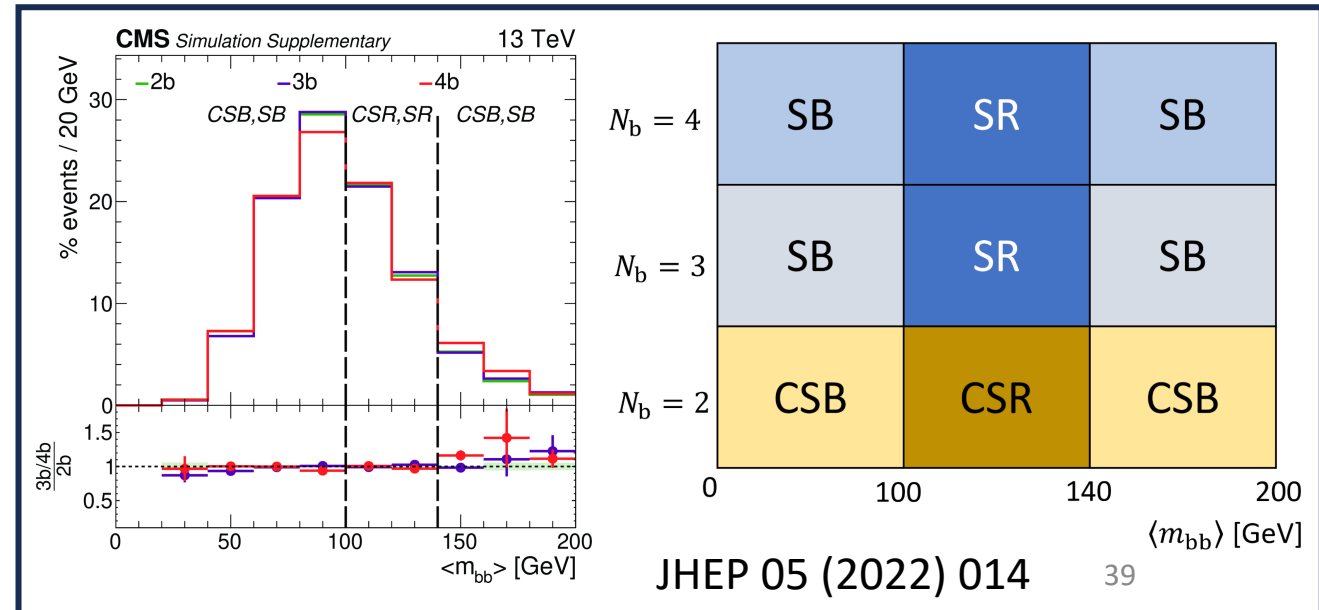 CMS Simulation Supplementary 13 TeV
2b 3b 4b
CSB,SB CSR,SR CSB,SB
% events / 20 GeV
30
20
10
0
3b/4b
2b
1.5
1
0.5
0 50 100 150 200
<m_bb> [GeV]
N_b = 4 SB SR SB
N_b = 3 SB SR SB
N_b = 2 CSB CSR CSB
0 100 140 200
⟨m_bb⟩ [GeV]
JHEP 05 (2022) 014 39